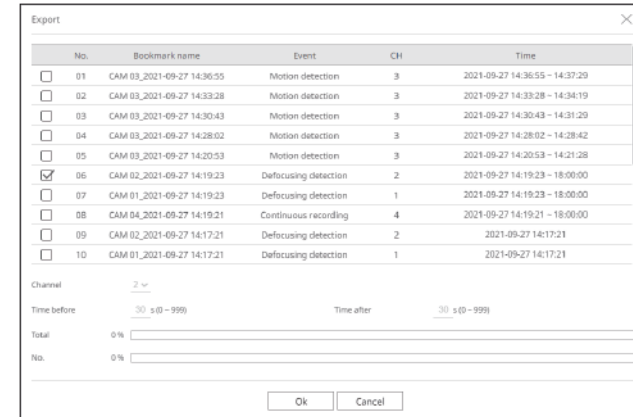 Export
No. Bookmark name Event CH Time
01 CAM 03_2021-09-27 14:36:55 Motion detection 3 2021-09-27 14:36:55 ~ 14:37:29
02 CAM 03_2021-09-27 14:33:28 Motion detection 3 2021-09-27 14:33:28 ~ 14:34:19
03 CAM 03_2021-09-27 14:30:43 Motion detection 3 2021-09-27 14:30:43 ~ 14:31:29
04 CAM 03_2021-09-27 14:28:02 Motion detection 3 2021-09-27 14:28:02 ~ 14:28:42
05 CAM 03_2021-09-27 14:20:53 Motion detection 3 2021-09-27 14:20:53 ~ 14:21:28
06 CAM 02_2021-09-27 14:19:23 Defocusing detection 2 2021-09-27 14:19:23 ~ 18:00:00
07 CAM 01_2021-09-27 14:19:23 Defocusing detection 1 2021-09-27 14:19:23 ~ 18:00:00
08 CAM 04_2021-09-27 14:19:21 Continuous recording 4 2021-09-27 14:19:21 ~ 18:00:00
09 CAM 02_2021-09-27 14:17:21 Defocusing detection 2 2021-09-27 14:17:21
10 CAM 01_2021-09-27 14:17:21 Defocusing detection 1 2021-09-27 14:17:21
Channel 2
Time before 30 s (0 ~ 999) Time after 30 s (0 ~ 999)
Total 0 %
No. 0 %
Ok Cancel